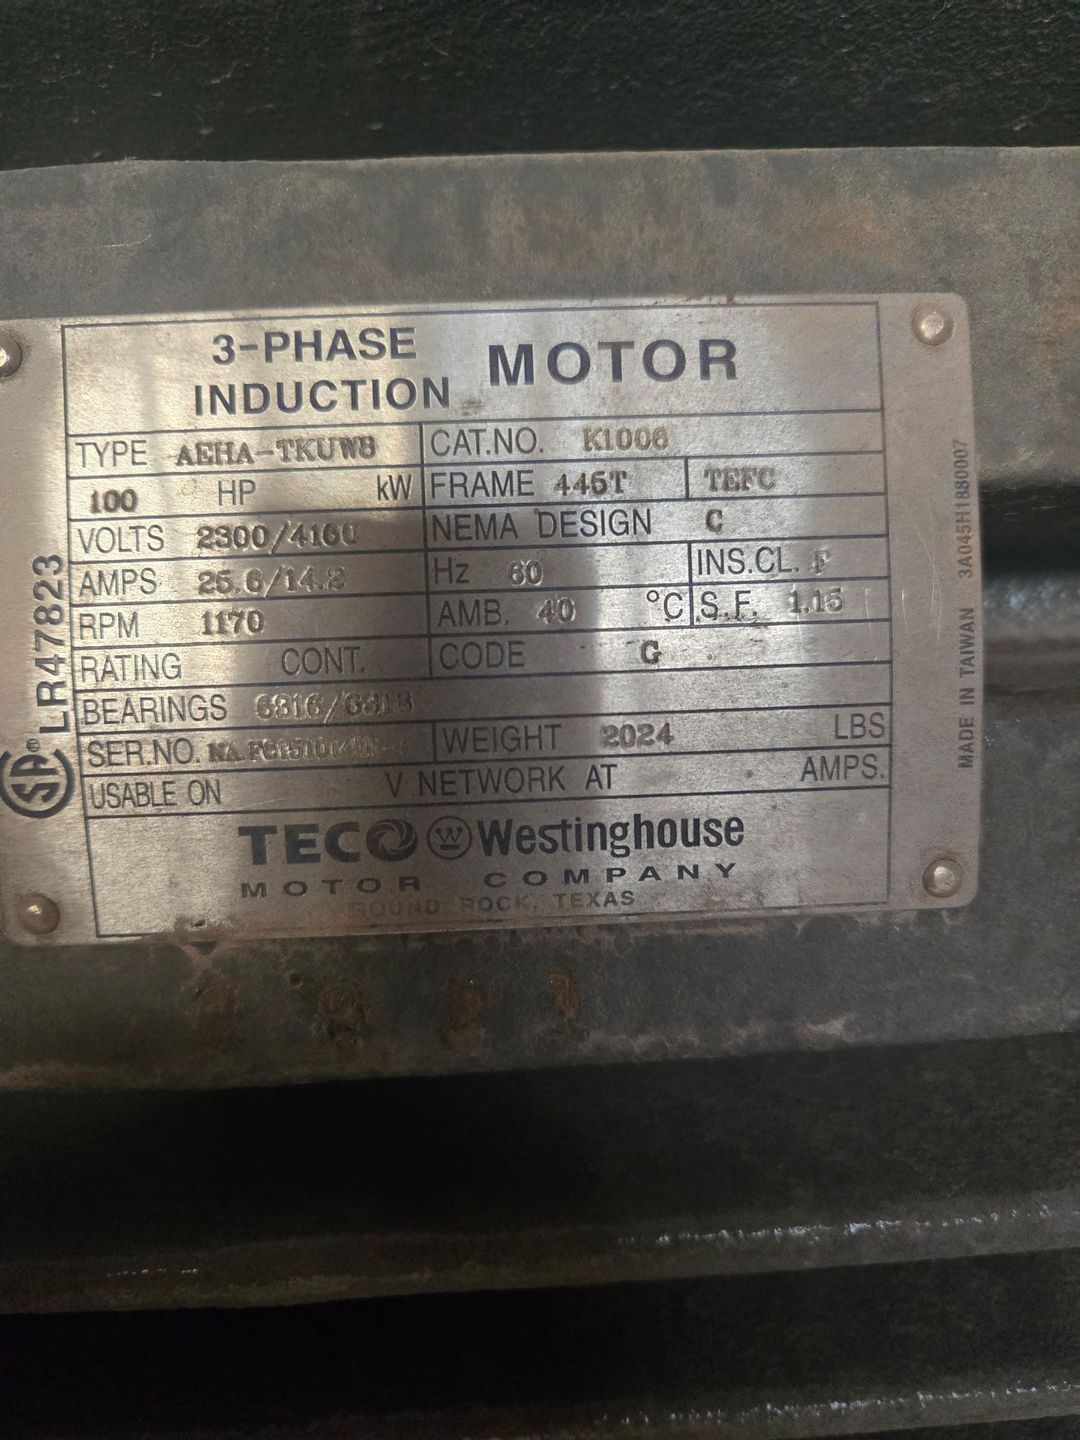 3-PHASE
INDUCTION MOTOR
TYPE AEHA-TKUW8 CAT.NO. K1006
100 HP kW FRAME 445T TEFC
VOLTS 2300/4160 NEMA DESIGN C
AMPS 25.6/14.2 Hz 60 INS.CL. F
RPM 1170 AMB. 40 °C S.F. 1.15
RATING CONT. CODE G
BEARINGS 6316/6318
SER.NO. WEIGHT 2024 LBS
USABLE ON V NETWORK AT AMPS.
TECO W Westinghouse
MOTOR COMPANY
ROUND ROCK, TEXAS
SA® LR47823
MADE IN TAIWAN 3A045H1880007